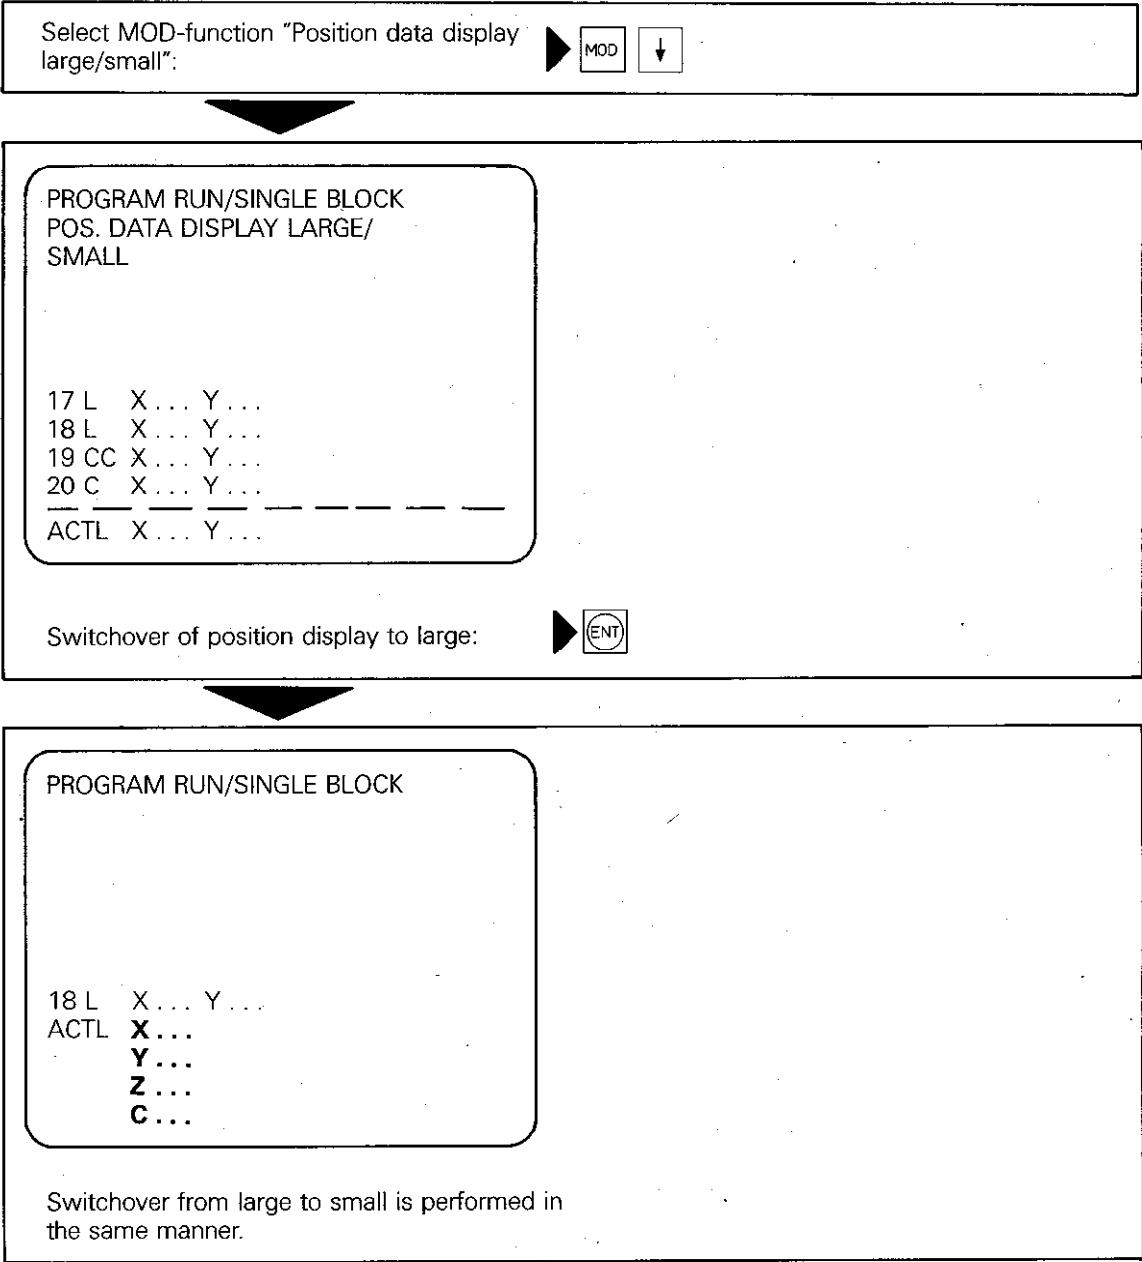 Select MOD-function "Position data display
large/small":
MOD ↓
PROGRAM RUN/SINGLE BLOCK
POS. DATA DISPLAY LARGE/
SMALL
17 L X... Y...
18 L X... Y...
19 CC X... Y...
20 C X... Y...
ACTL X... Y...
Switchover of position display to large:
ENT
PROGRAM RUN/SINGLE BLOCK
18 L X... Y...
ACTL X...
Y...
Z...
C...
Switchover from large to small is performed in
the same manner.